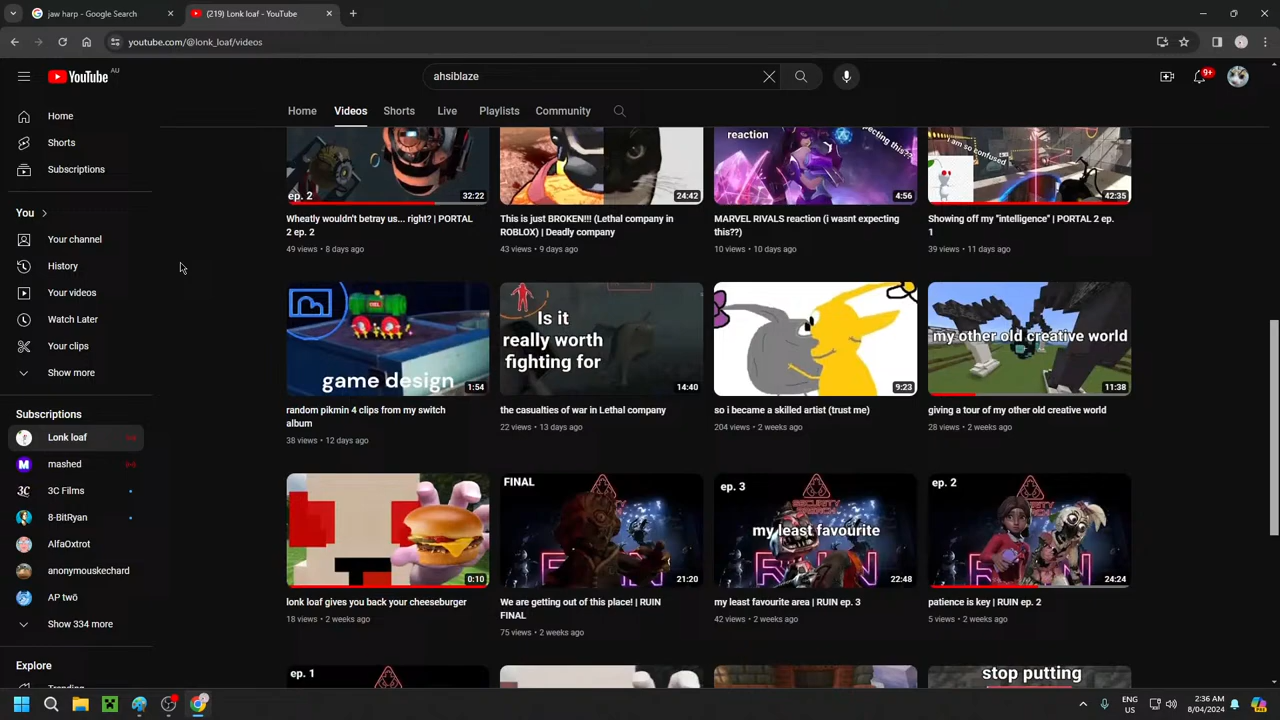 jaw harp - Google Search
(219) Lonk loaf - YouTube
youtube.com/@lonk_loaf/videos
YouTube AU
ahsiblaze
9+
Home
Videos
Shorts
Live
Playlists
Community
Home
Shorts
Subscriptions
You
Your channel
History
Your videos
Watch Later
Your clips
Show more
Subscriptions
Lonk loaf
mashed
3C Films
8-BitRyan
AlfaOxtrot
anonymouskechard
AP twö
Show 334 more
Explore
Trending
ep. 2
32:22
Wheatly wouldn't betray us... right? | PORTAL
2 ep. 2
49 views • 8 days ago
24:42
This is just BROKEN!!! (Lethal company in
ROBLOX) | Deadly company
43 views • 9 days ago
reaction
4:56
MARVEL RIVALS reaction (i wasnt expecting
this??)
10 views • 10 days ago
I am so confused
42:35
Showing off my "intelligence" | PORTAL 2 ep.
1
39 views • 11 days ago
game design
1:54
random pikmin 4 clips from my switch
album
38 views • 12 days ago
Is it
really worth
fighting for
14:40
the casualties of war in Lethal company
22 views • 13 days ago
9:23
so i became a skilled artist (trust me)
204 views • 2 weeks ago
my other old creative world
11:38
giving a tour of my other old creative world
28 views • 2 weeks ago
0:10
lonk loaf gives you back your cheeseburger
18 views • 2 weeks ago
FINAL
21:20
We are getting out of this place! | RUIN
FINAL
75 views • 2 weeks ago
ep. 3
my least favourite
RUIN
22:48
my least favourite area | RUIN ep. 3
42 views • 2 weeks ago
ep. 2
RUIN
24:24
patience is key | RUIN ep. 2
5 views • 2 weeks ago
ep. 1
stop putting
ENG
US
2:36 AM
8/04/2024